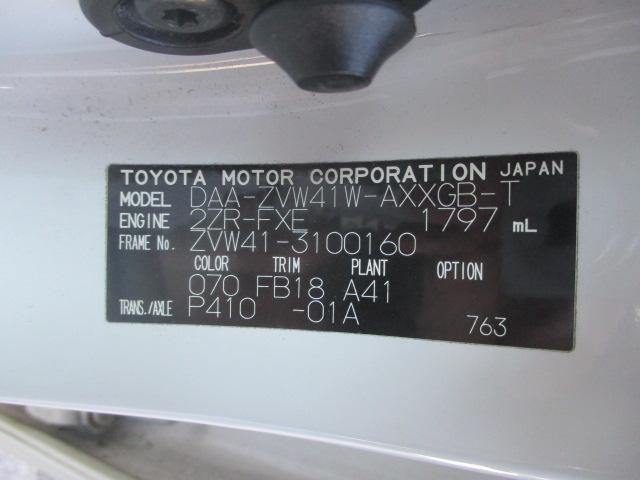 TOYOTA MOTOR CORPORATION JAPAN
MODEL DAA-ZVW41W-AXXGB-T
ENGINE 2ZR-FXE 1797 mL
FRAME No. ZVW41-3100160
COLOR TRIM PLANT OPTION
070 FB18 A41
TRANS./AXLE P410 -01A
763